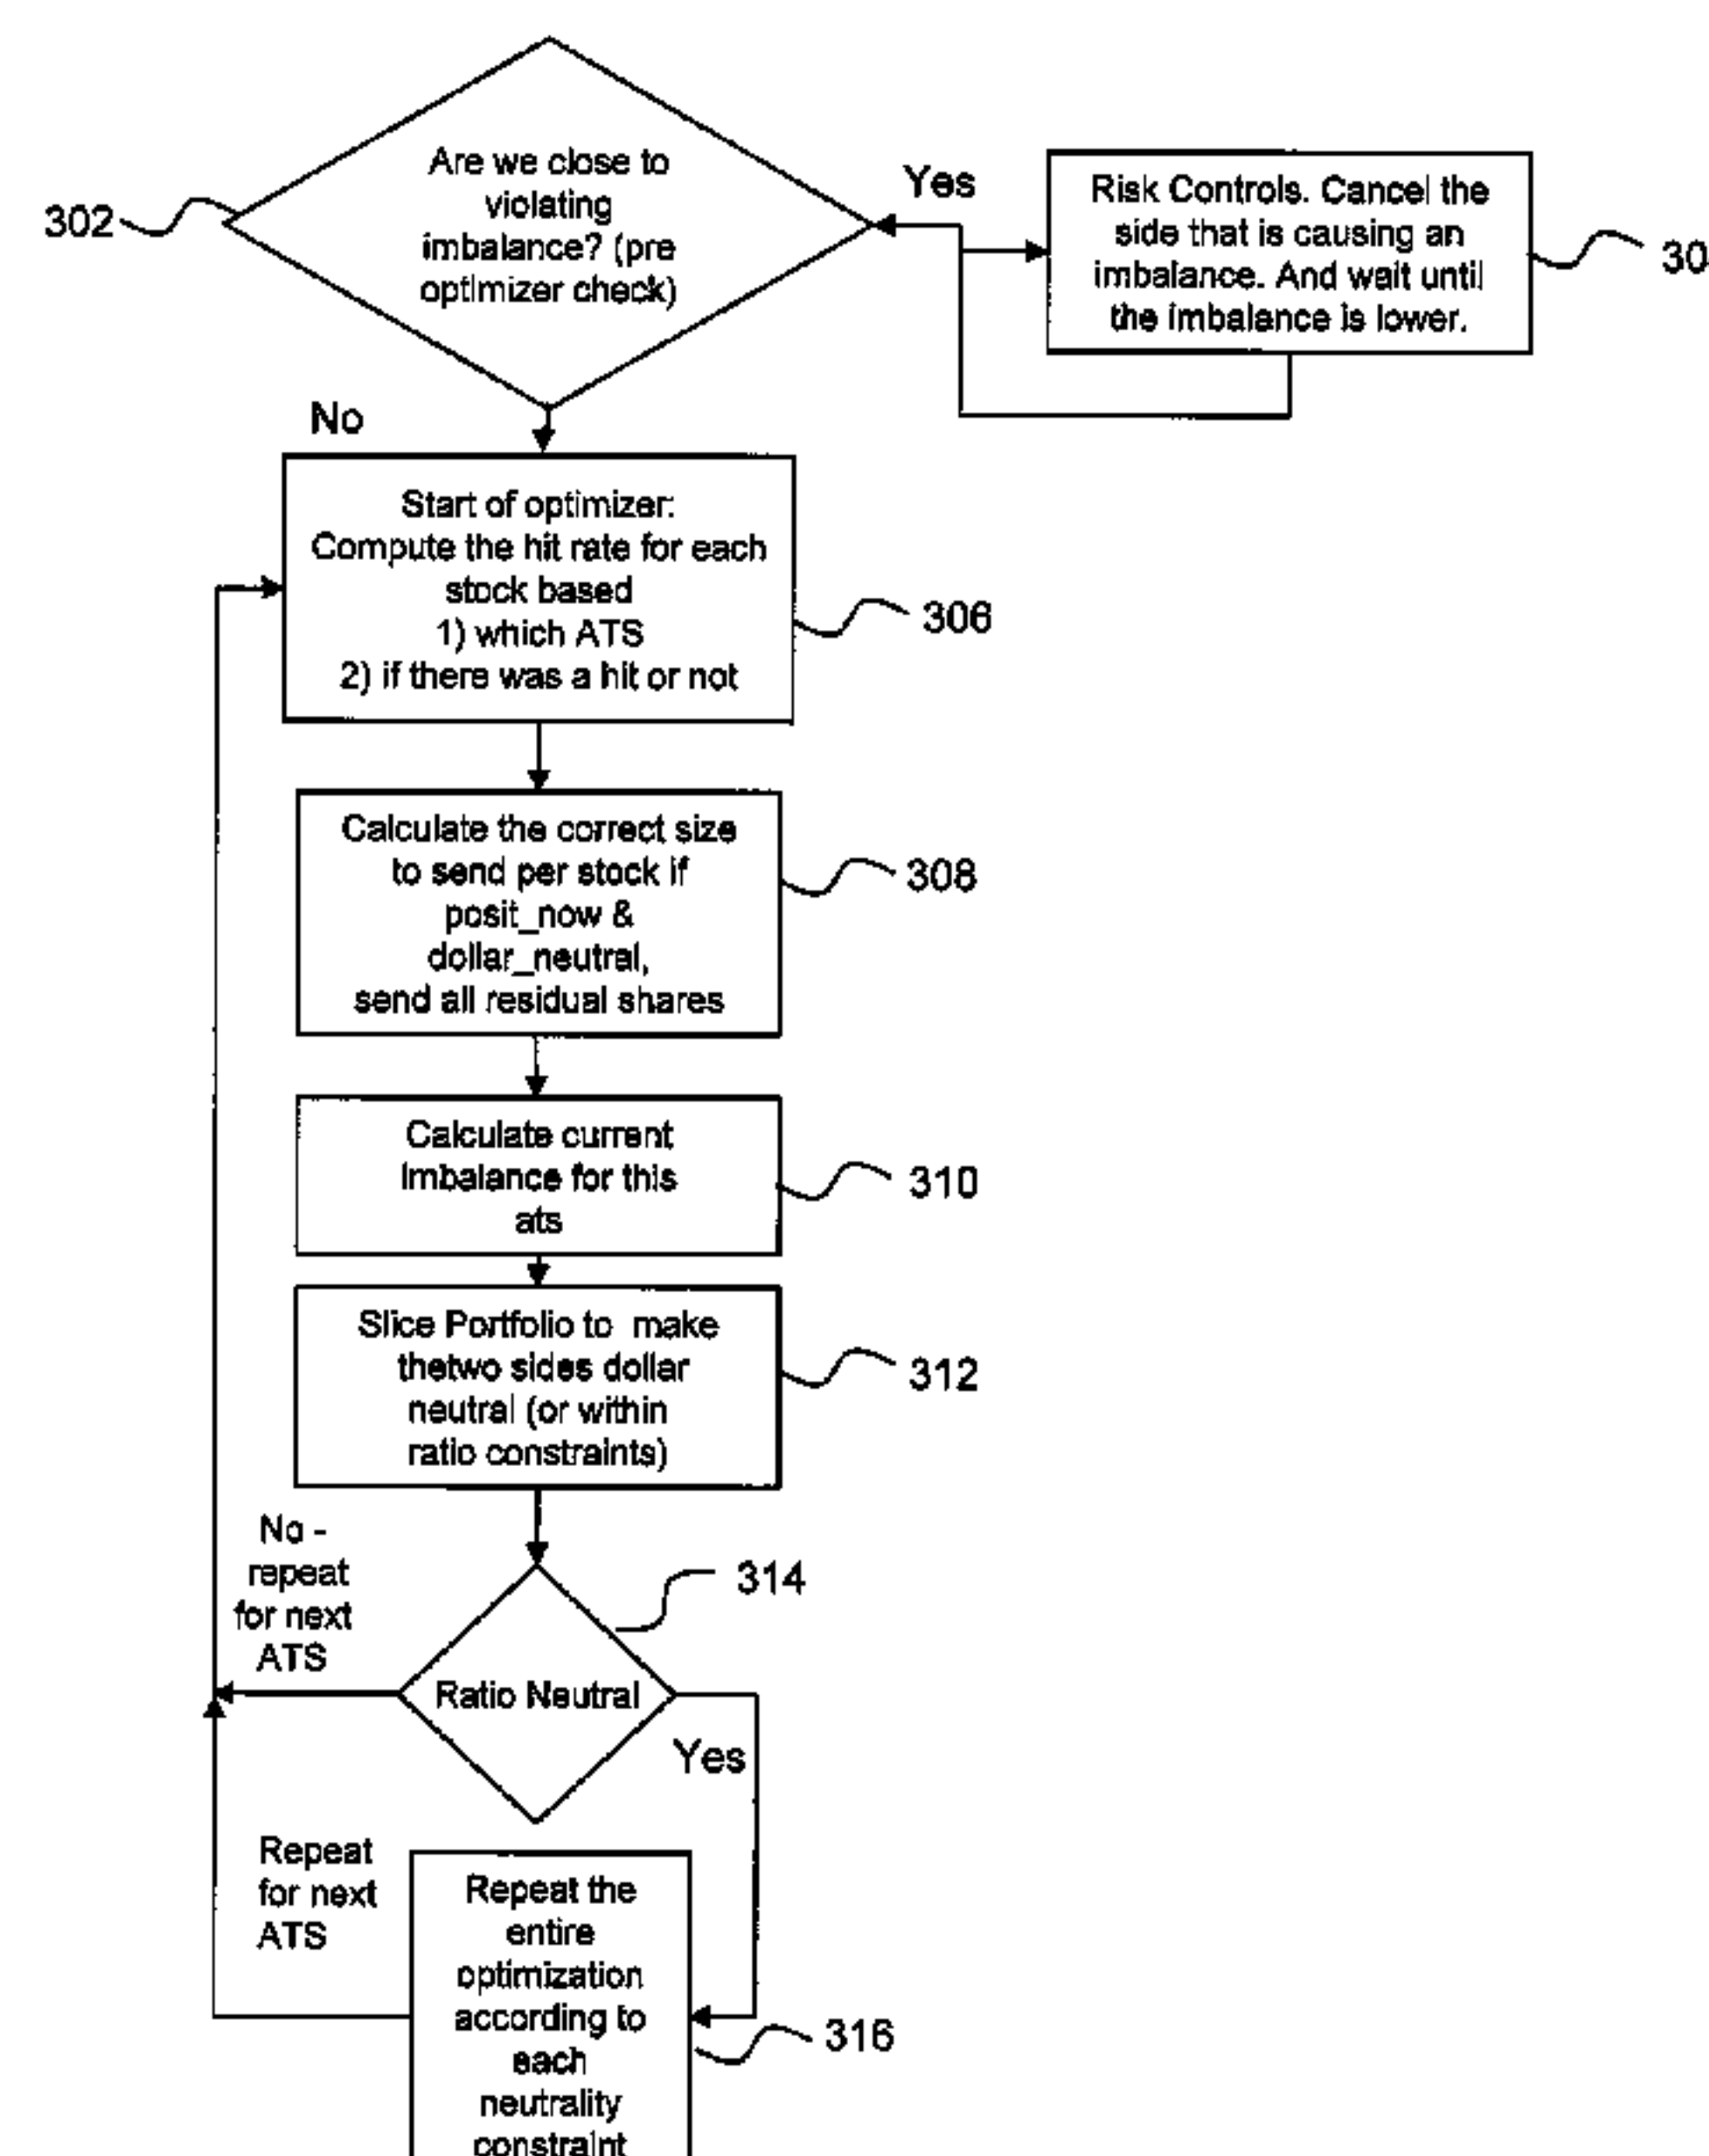 Are we close to
violating
imbalance? (pre
optimizer check)
302
Yes
Risk Controls. Cancel the
side that is causing an
imbalance. And wait until
the imbalance is lower.
30
No
Start of optimizer:
Compute the hit rate for each
stock based
1) which ATS
2) if there was a hit or not
306
Calculate the correct size
to send per stock if
posit_now &
dollar_neutral,
send all residual shares
308
Calculate current
imbalance for this
ats
310
Slice Portfolio to make
thetwo sides dollar
neutral (or within
ratio constraints)
312
No -
repeat
for next
ATS
314
Ratio Neutral
Yes
Repeat
for next
ATS
Repeat the
entire
optimization
according to
each
neutrality
constraint
316